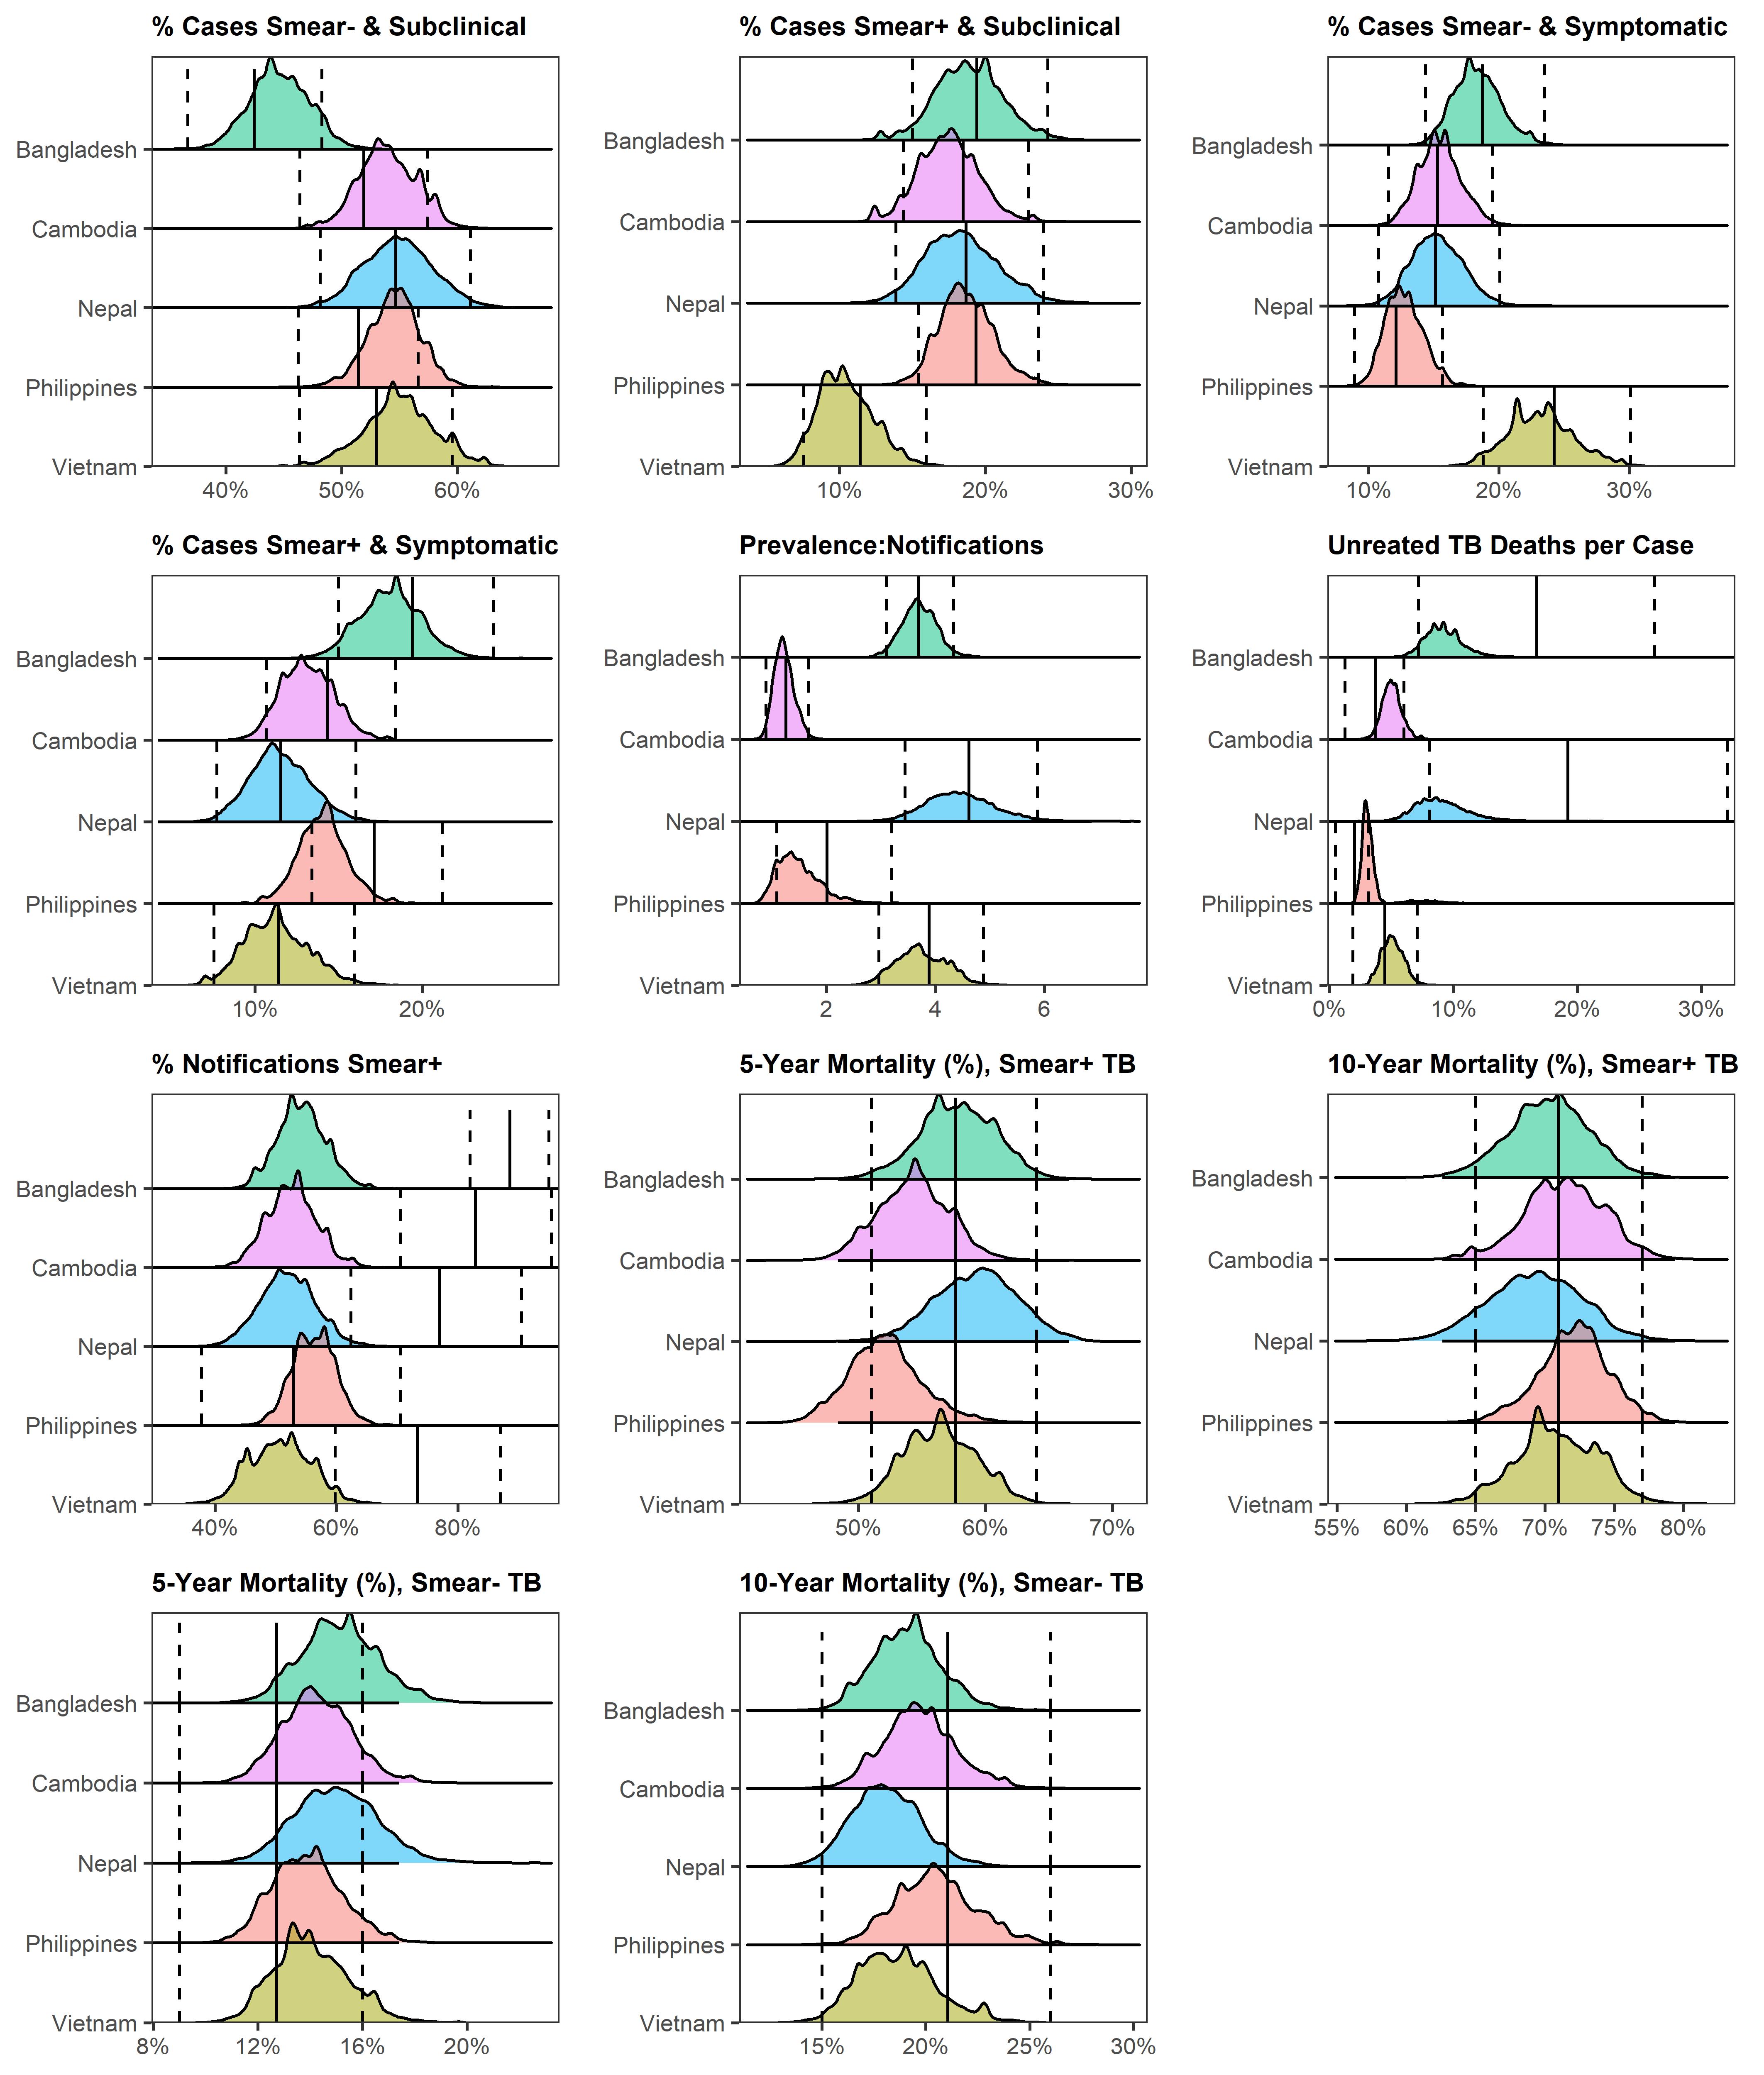 % Cases Smear- & Subclinical
% Cases Smear+ & Subclinical
% Cases Smear- & Symptomatic
Bangladesh
Cambodia
Nepal
Philippines
Vietnam
40% 50% 60%
Bangladesh
Cambodia
Nepal
Philippines
Vietnam
10% 20% 30%
Bangladesh
Cambodia
Nepal
Philippines
Vietnam
10% 20% 30%
% Cases Smear+ & Symptomatic
Prevalence:Notifications
Unreated TB Deaths per Case
Bangladesh
Cambodia
Nepal
Philippines
Vietnam
10% 20%
Bangladesh
Cambodia
Nepal
Philippines
Vietnam
2 4 6
Bangladesh
Cambodia
Nepal
Philippines
Vietnam
0% 10% 20% 30%
% Notifications Smear+
5-Year Mortality (%), Smear+ TB
10-Year Mortality (%), Smear+ TB
Bangladesh
Cambodia
Nepal
Philippines
Vietnam
40% 60% 80%
Bangladesh
Cambodia
Nepal
Philippines
Vietnam
50% 60% 70%
Bangladesh
Cambodia
Nepal
Philippines
Vietnam
55% 60% 65% 70% 75% 80%
5-Year Mortality (%), Smear- TB
10-Year Mortality (%), Smear- TB
Bangladesh
Cambodia
Nepal
Philippines
Vietnam
8% 12% 16% 20%
Bangladesh
Cambodia
Nepal
Philippines
Vietnam
15% 20% 25% 30%